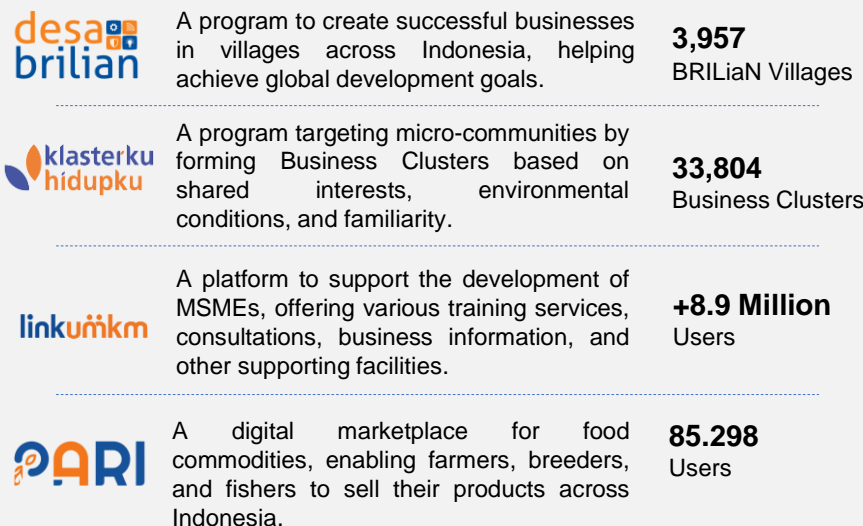 desa
brilian
A program to create successful businesses
in villages across Indonesia, helping
achieve global development goals.
3,957
BRILiaN Villages
klasterku
hidupku
A program targeting micro-communities by
forming Business Clusters based on
shared interests, environmental
conditions, and familiarity.
33,804
Business Clusters
linkumkm
A platform to support the development of
MSMEs, offering various training services,
consultations, business information, and
other supporting facilities.
+8.9 Million
Users
PARI
A digital marketplace for food
commodities, enabling farmers, breeders,
and fishers to sell their products across
Indonesia.
85.298
Users